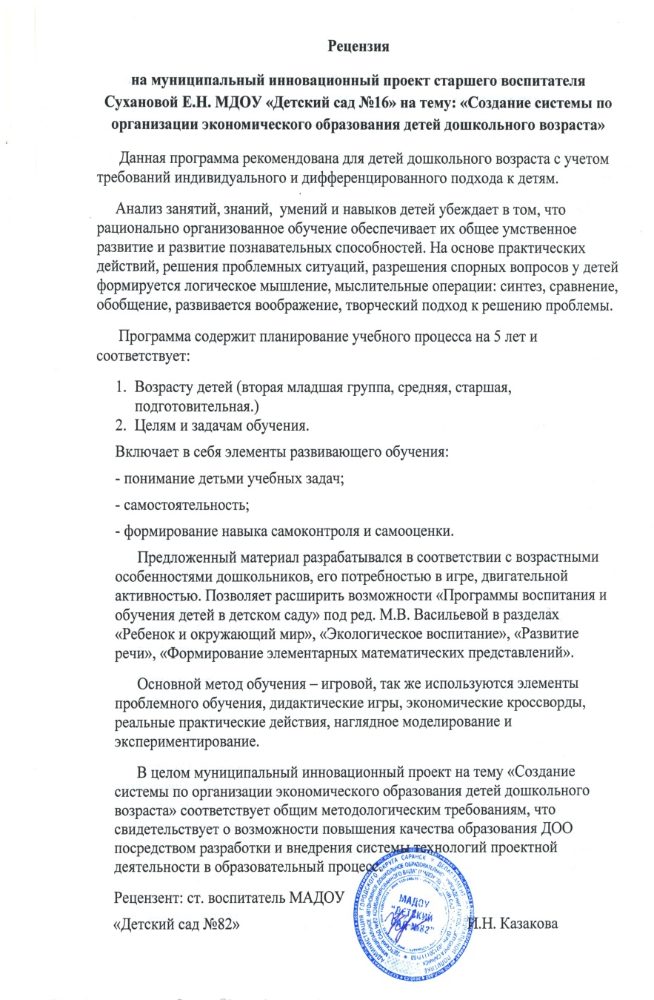 Рецензия
на муниципальный инновационный проект старшего воспитателя
Сухановой Е.Н. МДОУ «Детский сад №16» на тему: «Создание системы по
организации экономического образования детей дошкольного возраста»
Данная программа рекомендована для детей дошкольного возраста с учетом
требований индивидуального и дифференцированного подхода к детям.
Анализ занятий, знаний, умений и навыков детей убеждает в том, что
рационально организованное обучение обеспечивает их общее умственное
развитие и развитие познавательных способностей. На основе практических
действий, решения проблемных ситуаций, разрешения спорных вопросов у детей
формируется логическое мышление, мыслительные операции: синтез, сравнение,
обобщение, развивается воображение, творческий подход к решению проблемы.
Программа содержит планирование учебного процесса на 5 лет и
соответствует:
1. Возрасту детей (вторая младшая группа, средняя, старшая,
подготовительная.)
2. Целям и задачам обучения.
Включает в себя элементы развивающего обучения:
- понимание детьми учебных задач;
- самостоятельность;
- формирование навыка самоконтроля и самооценки.
Предложенный материал разрабатывался в соответствии с возрастными
особенностями дошкольников, его потребностью в игре, двигательной
активностью. Позволяет расширить возможности «Программы воспитания и
обучения детей в детском саду» под ред. М.В. Васильевой в разделах
«Ребенок и окружающий мир», «Экологическое воспитание», «Развитие
речи», «Формирование элементарных математических представлений».
Основной метод обучения – игровой, так же используются элементы
проблемного обучения, дидактические игры, экономические кроссворды,
реальные практические действия, наглядное моделирование и
экспериментирование.
В целом муниципальный инновационный проект на тему «Создание
системы по организации экономического образования детей дошкольного
возраста» соответствует общим методологическим требованиям, что
свидетельствует о возможности повышения качества образования ДОО
посредством разработки и внедрения системы технологий проектной
деятельности в образовательный процесс.
Рецензент: ст. воспитатель МАДОУ
«Детский сад №82» И.Н. Казакова
МАДОУ
"ДЕТСКИЙ
САД №82"